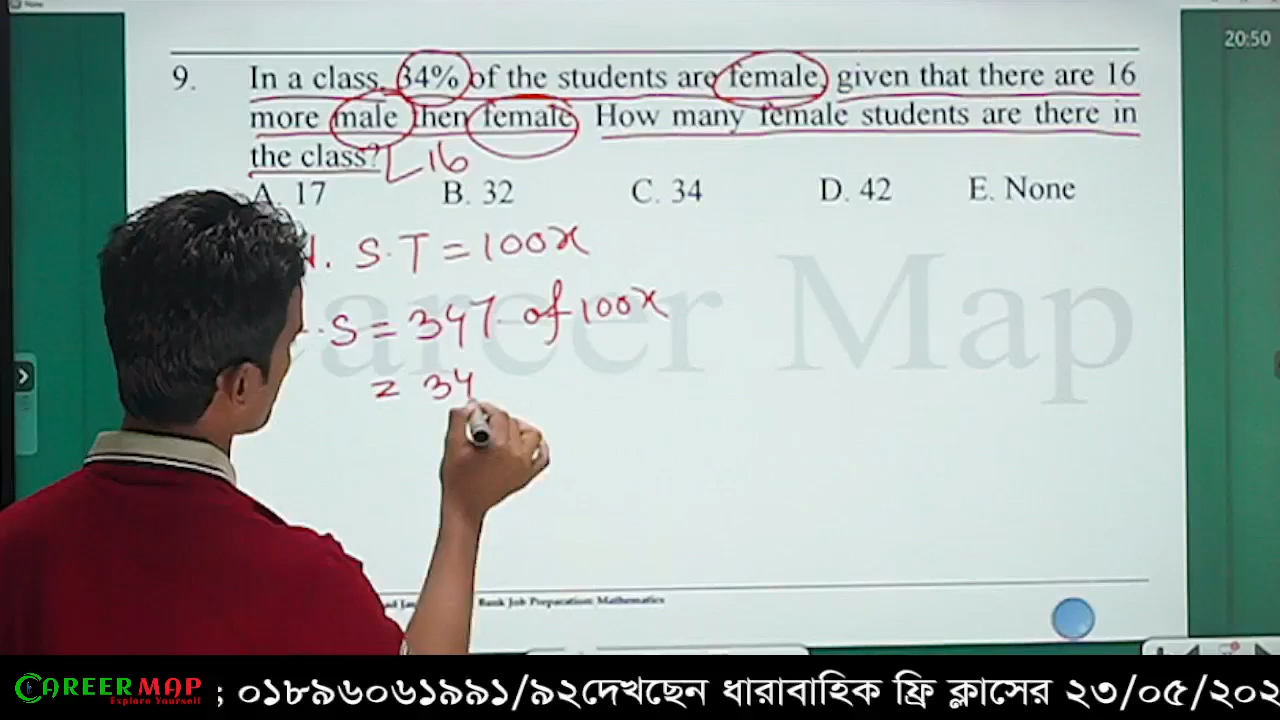 20:50
9. In a class, 34% of the students are female, given that there are 16
more male then female. How many female students are there in
the class?
16
A. 17 B. 32 C. 34 D. 42 E. None
S.T = 100x
S = 34% of 100x
= 34
Career Map
Bank Job Preparation: Mathematics
CAREER MAP
Explore Yourself
; ০১৮৯৬০৬১৯৯১/৯২দেখছেন ধারাবাহিক ফ্রি ক্লাসের ২৩/০৫/২০২